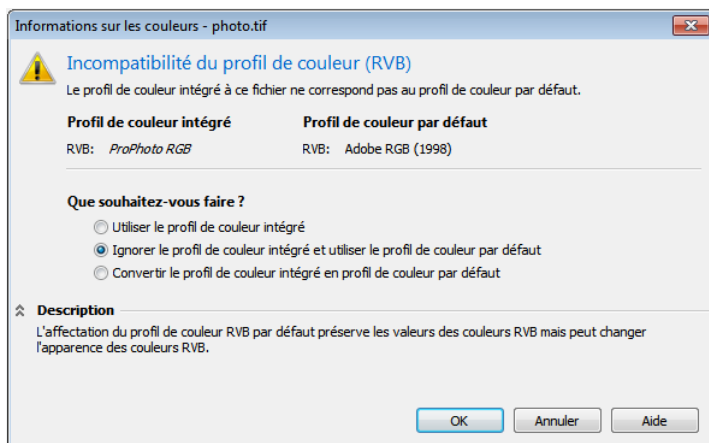 Informations sur les couleurs - photo.tif
Incompatibilité du profil de couleur (RVB)
Le profil de couleur intégré à ce fichier ne correspond pas au profil de couleur par défaut.
Profil de couleur intégré Profil de couleur par défaut
RVB: ProPhoto RGB RVB: Adobe RGB (1998)
Que souhaitez-vous faire ?
Utiliser le profil de couleur intégré
Ignorer le profil de couleur intégré et utiliser le profil de couleur par défaut
Convertir le profil de couleur intégré en profil de couleur par défaut
Description
L'affectation du profil de couleur RVB par défaut préserve les valeurs des couleurs RVB mais peut changer
l'apparence des couleurs RVB.
OK Annuler Aide